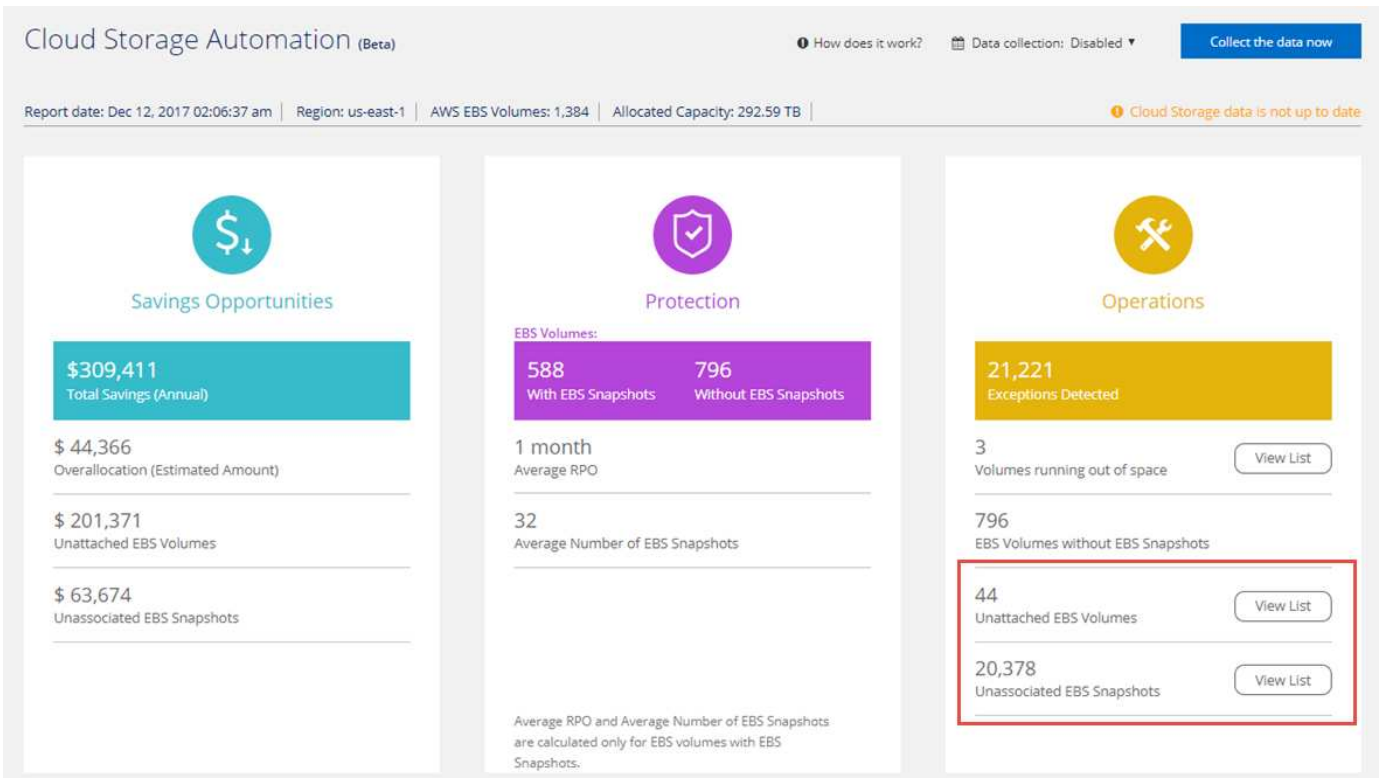 Cloud Storage Automation (Beta)
How does it work?
Data collection: Disabled ▼
Collect the data now
Report date: Dec 12, 2017 02:06:37 am | Region: us-east-1 | AWS EBS Volumes: 1,384 | Allocated Capacity: 292.59 TB |
Cloud Storage data is not up to date
Savings Opportunities
$309,411
Total Savings (Annual)
$ 44,366
Overallocation (Estimated Amount)
$ 201,371
Unattached EBS Volumes
$ 63,674
Unassociated EBS Snapshots
Protection
EBS Volumes:
588 796
With EBS Snapshots Without EBS Snapshots
1 month
Average RPO
32
Average Number of EBS Snapshots
Average RPO and Average Number of EBS Snapshots
are calculated only for EBS volumes with EBS
Snapshots.
Operations
21,221
Exceptions Detected
3
Volumes running out of space
View List
796
EBS Volumes without EBS Snapshots
44
Unattached EBS Volumes
View List
20,378
Unassociated EBS Snapshots
View List